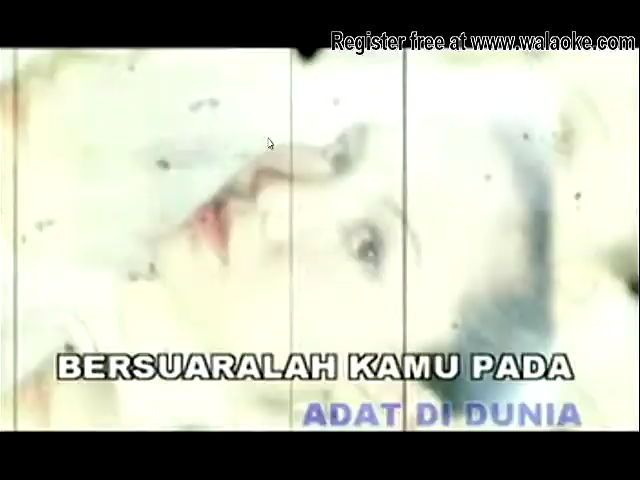 Register free at www.walaoke.com
BERSUARALAH KAMU PADA
ADAT DI DUNIA